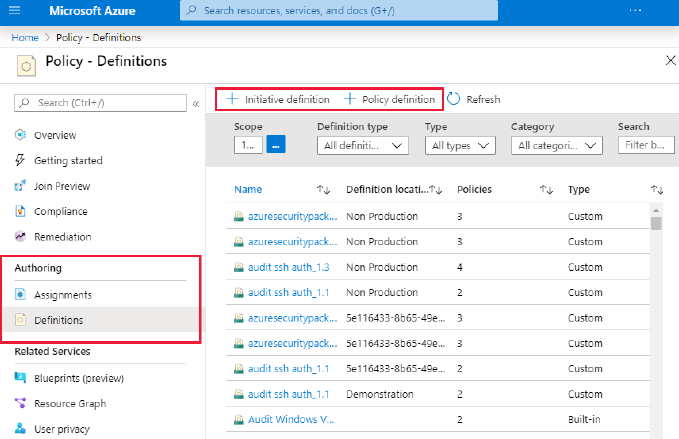 Microsoft Azure
Search resources, services, and docs (G+/)
...
Home > Policy - Definitions
Policy - Definitions
Search (Ctrl+/)
«
Overview
Getting started
Join Preview
Compliance
Remediation
Authoring
Assignments
Definitions
Related Services
Blueprints (preview)
Resource Graph
User privacy
+ Initiative definition + Policy definition Refresh
Scope Definition type Type Category Search
1... ... All definiti... All types All categori... Filter b...
Name Definition locati... Policies Type
azuresecuritypack... Non Production 3 Custom
azuresecuritypack... Non Production 3 Custom
audit ssh auth_1.3 Non Production 4 Custom
audit ssh auth_1.1 Non Production 2 Custom
azuresecuritypack... 5e116433-8b65-49e... 3 Custom
azuresecuritypack... 5e116433-8b65-49e... 3 Custom
audit ssh auth_1.1 5e116433-8b65-49e... 2 Custom
audit ssh auth_1.1 Demonstration 2 Custom
Audit Windows V... 2 Built-in